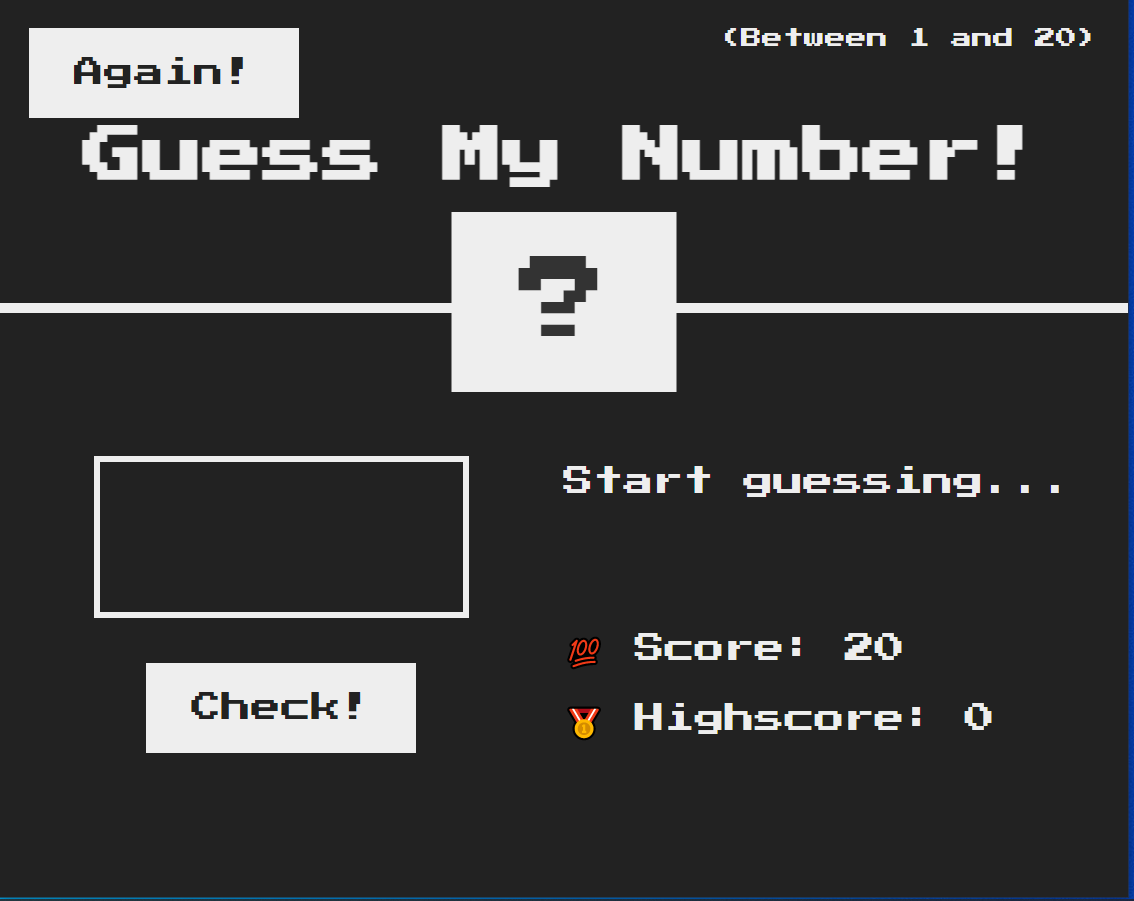 Again!
(Between 1 and 20)
Guess My Number!
?
Start guessing...
Check!
💯 Score: 20
🥇 Highscore: 0